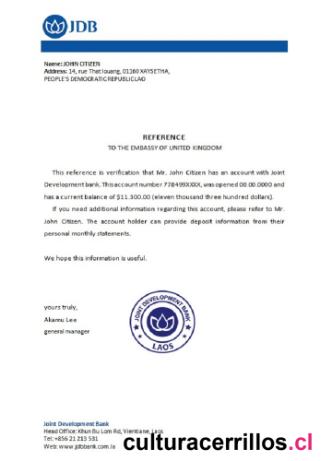 JDB
Name: JOHN CITIZEN
Address: 14, rue That louang, 01160 XAYSETHA,
PEOPLE'S DEMOCRATIC REPUBLIC LAO
REFERENCE
TO THE EMBASSY OF UNITED KINGDOM
This reference is verification that Mr. John Citizen has an account with Joint
Development bank. This account number 778499XXXX, was opened 00.00.0000 and
has a current balance of $11.300.00 (eleven thousand three hundred dollars).
If you need additional information regarding this account, please refer to Mr.
John Citizen. The account holder can provide deposit information from their
personal monthly statements.
We hope this information is useful.
yours truly,
Akamu Lee
general manager
JOINT DEVELOPMENT BANK
LAOS
Joint Development Bank
Head Office: Khun Bu Lom Rd, Vientiane, Laos
Tel: +856 21 213 531
Web: www.jdbbank.com.la
culturacerrillos.cl